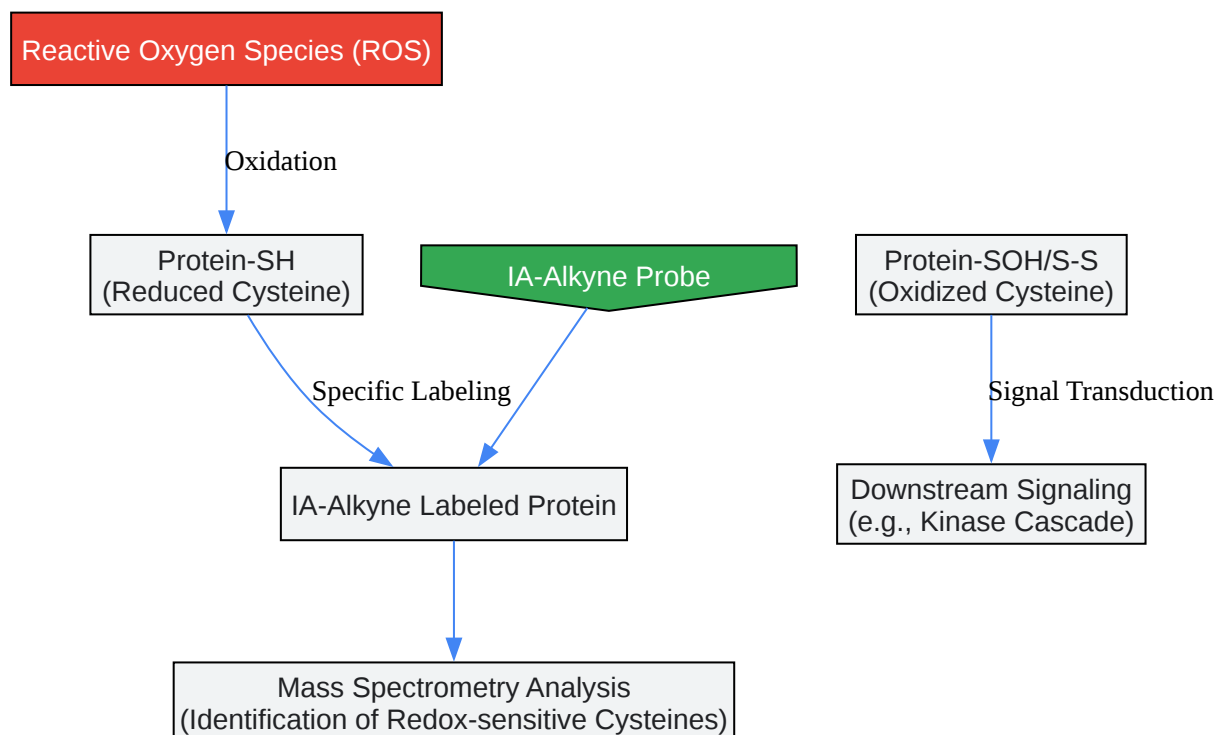 Reactive Oxygen Species (ROS)
Oxidation
Protein-SH
(Reduced Cysteine)
IA-Alkyne Probe
Protein-SOH/S-S
(Oxidized Cysteine)
Specific Labeling
Signal Transduction
IA-Alkyne Labeled Protein
Downstream Signaling
(e.g., Kinase Cascade)
Mass Spectrometry Analysis
(Identification of Redox-sensitive Cysteines)